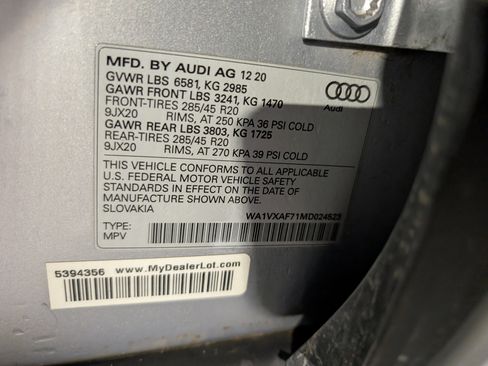 MFD. BY AUDI AG 12 20
GVWR LBS 6581, KG 2985
GAWR FRONT LBS 3241, KG 1470
FRONT-TIRES 285/45 R20
9JX20 RIMS, AT 250 KPA 36 PSI COLD
GAWR REAR LBS 3803, KG 1725
REAR-TIRES 285/45 R20
9JX20 RIMS, AT 270 KPA 39 PSI COLD
Audi
THIS VEHICLE CONFORMS TO ALL APPLICABLE
U.S. FEDERAL MOTOR VEHICLE SAFETY
STANDARDS IN EFFECT ON THE DATE OF
MANUFACTURE SHOWN ABOVE.
SLOVAKIA
WA1VXAF71MD024523
TYPE:
MPV
5394356 www.MyDealerLot.com